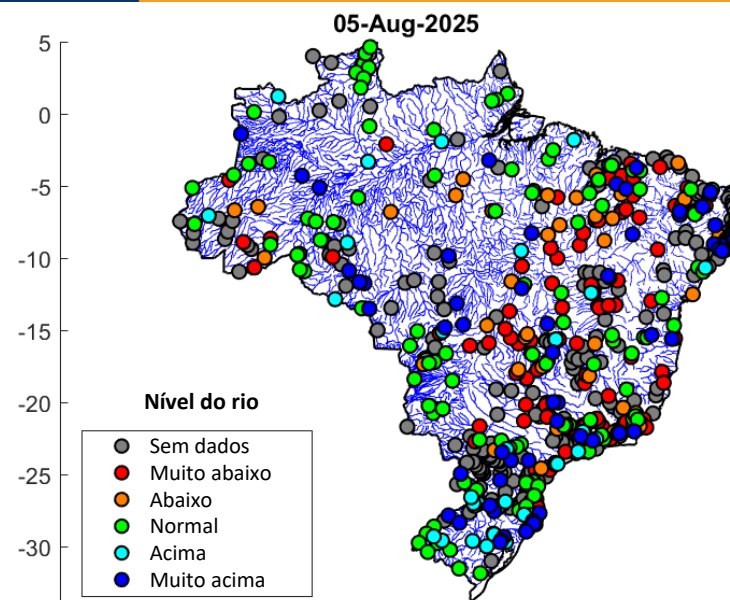 05-Aug-2025
5
0
-5
-10
-15
-20
-25
-30
Nível do rio
Sem dados
Muito abaixo
Abaixo
Normal
Acima
Muito acima